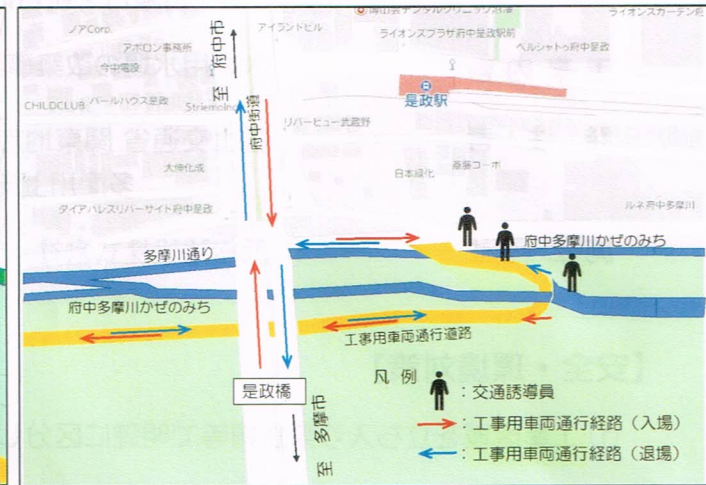 ノアCorp.
アイランドビル
ライオンズガーデン府
アポロン事務所
ライオンズプラザ府中是政駅前
ベルシャトゥ府中是政
至 府中市
CHILDCLUB
パールハウス是政
是政駅
府中街道
リバービュー武蔵野
大伸化成
日本緑化
斎藤コーポ
ダイアパレスリバーサイト府中是政
ルネ府中多摩川
多摩川通り
府中多摩川かぜのみち
府中多摩川かぜのみち
工事用車両通行道路
是政橋
至 多摩市
凡 例
：交通誘導員
：工事用車両通行経路（入場）
：工事用車両通行経路（退場）